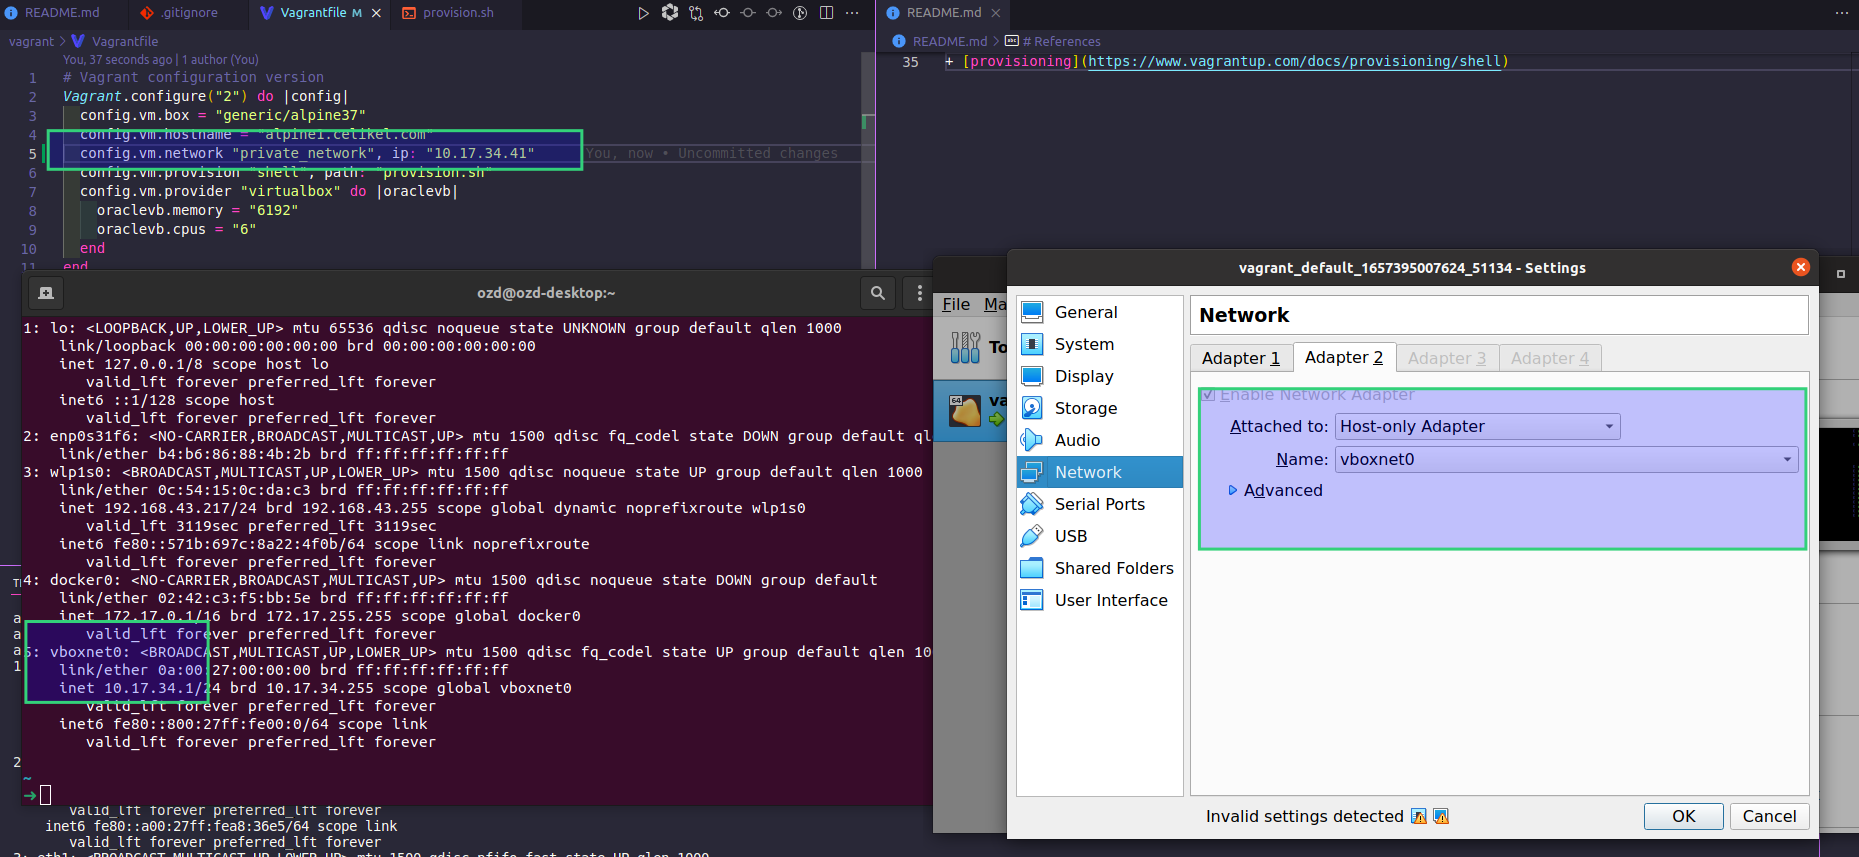 README.md
.gitignore
Vagrantfile M
provision.sh
vagrant > Vagrantfile
You, 37 seconds ago | 1 author (You)
1 # Vagrant configuration version
2 Vagrant.configure("2") do |config|
3 config.vm.box = "generic/alpine37"
4 config.vm.hostname = "alpine1.celikel.com"
5 config.vm.network "private_network", ip: "10.17.34.41" You, now • Uncommitted changes
6 config.vm.provision "shell", path: "provision.sh"
7 config.vm.provider "virtualbox" do |oraclevb|
8 oraclevb.memory = "6192"
9 oraclevb.cpus = "6"
10 end
11 end
README.md
README.md > # References
35 + [provisioning](https://www.vagrantup.com/docs/provisioning/shell)
ozd@ozd-desktop:~
1: lo: <LOOPBACK,UP,LOWER_UP> mtu 65536 qdisc noqueue state UNKNOWN group default qlen 1000
link/loopback 00:00:00:00:00:00 brd 00:00:00:00:00:00
inet 127.0.0.1/8 scope host lo
valid_lft forever preferred_lft forever
inet6 ::1/128 scope host
valid_lft forever preferred_lft forever
2: enp0s31f6: <NO-CARRIER,BROADCAST,MULTICAST,UP> mtu 1500 qdisc fq_codel state DOWN group default ql
link/ether b4:b6:86:88:4b:2b brd ff:ff:ff:ff:ff:ff
3: wlp1s0: <BROADCAST,MULTICAST,UP,LOWER_UP> mtu 1500 qdisc noqueue state UP group default qlen 1000
link/ether 0c:54:15:0c:da:c3 brd ff:ff:ff:ff:ff:ff
inet 192.168.43.217/24 brd 192.168.43.255 scope global dynamic noprefixroute wlp1s0
valid_lft 3119sec preferred_lft 3119sec
inet6 fe80::571b:697c:8a22:4f0b/64 scope link noprefixroute
valid_lft forever preferred_lft forever
4: docker0: <NO-CARRIER,BROADCAST,MULTICAST,UP> mtu 1500 qdisc noqueue state DOWN group default
link/ether 02:42:c3:f5:bb:5e brd ff:ff:ff:ff:ff:ff
inet 172.17.0.1/16 brd 172.17.255.255 scope global docker0
valid_lft forever preferred_lft forever
5: vboxnet0: <BROADCAST,MULTICAST,UP,LOWER_UP> mtu 1500 qdisc fq_codel state UP group default qlen 10
link/ether 0a:00:27:00:00:00 brd ff:ff:ff:ff:ff:ff
inet 10.17.34.1/24 brd 10.17.34.255 scope global vboxnet0
valid_lft forever preferred_lft forever
inet6 fe80::800:27ff:fe00:0/64 scope link
valid_lft forever preferred_lft forever
~
➜
valid_lft forever preferred_lft forever
inet6 fe80::a00:27ff:fea8:36e5/64 scope link
valid_lft forever preferred_lft forever
3: eth1: <BROADCAST,MULTICAST,UP,LOWER_UP> mtu 1500 qdisc pfifo_fast state UP qlen 1000
File Ma
To
64 va
vagrant_default_1657395007624_51134 - Settings
General
System
Display
Storage
Audio
Network
Serial Ports
USB
Shared Folders
User Interface
Network
Adapter 1
Adapter 2
Adapter 3
Adapter 4
Enable Network Adapter
Attached to: Host-only Adapter
Name: vboxnet0
Advanced
Invalid settings detected
OK
Cancel